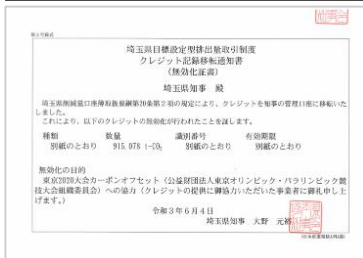 埼玉県目標設定型排出量取引制度
クレジット記録移転通知書
(無効化証書)
埼玉県知事 殿
埼玉県削減量口座簿取扱要綱第20条第2項の規定により、クレジットを知事の管理口座に移転いた
しました。
これにより、以下のクレジットの無効化が行われたことを証します。
種類 数量 識別番号 有効期限
別紙のとおり 915,078 t-CO₂ 別紙のとおり 別紙のとおり
無効化の目的
東京2020大会カーボンオフセット(公益財団法人東京オリンピック・パラリンピック競
技大会組織委員会)への協力(クレジットの提供に御協力いただいた事業者に御礼申し上
げます。)
令和3年6月4日
埼玉県知事 大野 元裕